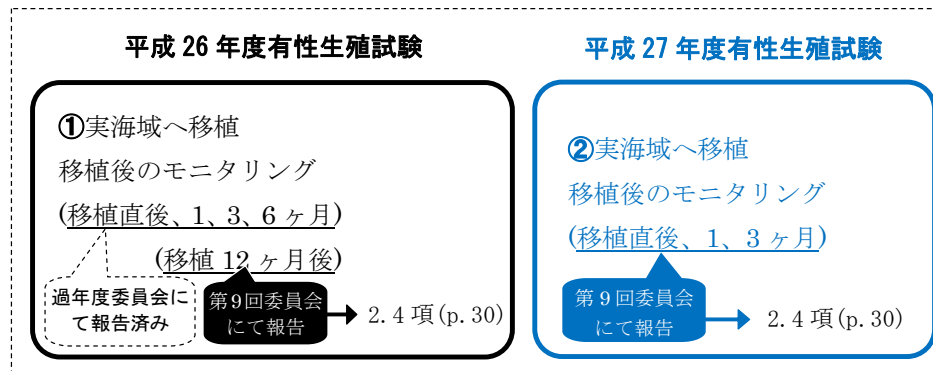 平成 26 年度有性生殖試験
①実海域へ移植
移植後のモニタリング
(移植直後、1、3、6 ヶ月)
(移植 12 ヶ月後)
過年度委員会に
て報告済み
第9回委員会
にて報告
2.4 項(p.30)
平成 27 年度有性生殖試験
②実海域へ移植
移植後のモニタリング
(移植直後、1、3 ヶ月)
第 9 回委員会
にて報告
2.4 項(p.30)